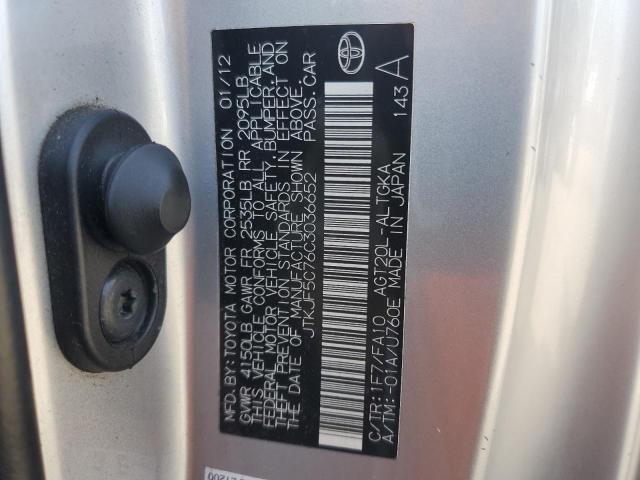 MFD. BY: TOYOTA MOTOR CORPORATION 01/12
GVWR 4150LB GAWR FR 2535LB RR 2095LB
THIS VEHICLE CONFORMS TO ALL APPLICABLE
FEDERAL MOTOR VEHICLE SAFETY, BUMPER, AND
THEFT PREVENTION STANDARDS IN EFFECT ON
THE DATE OF MANUFACTURE SHOWN ABOVE.
JTKJF5C76C3036652 PASS.CAR
C/TR: 1F7/FA10 AGT20L-ALTGKA
A/TM: -01A/U760E MADE IN JAPAN 143 A